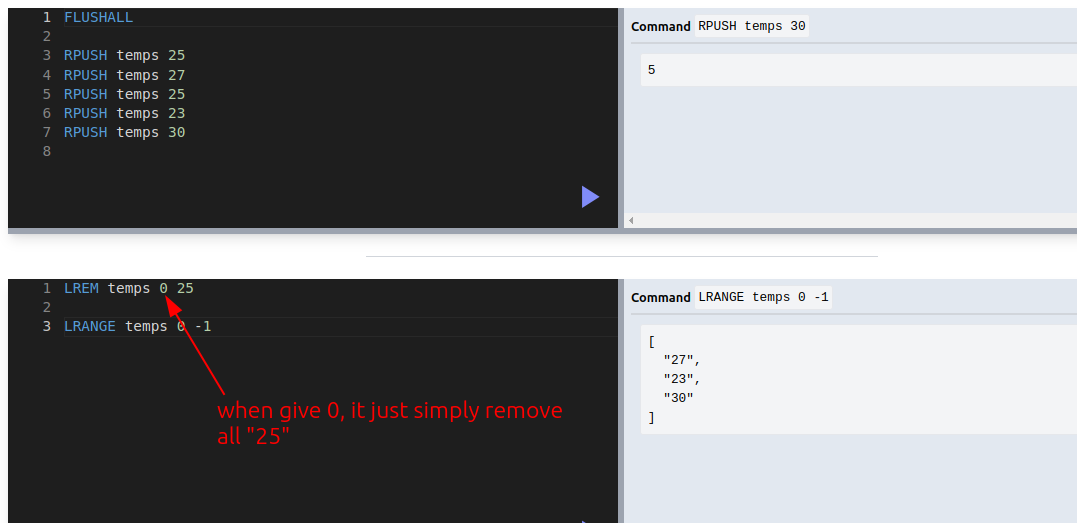 1 FLUSHALL
2
3 RPUSH temps 25
4 RPUSH temps 27
5 RPUSH temps 25
6 RPUSH temps 23
7 RPUSH temps 30
8
Command RPUSH temps 30
5
1 LREM temps 0 25
2
3 LRANGE temps 0 -1
when give 0, it just simply remove
all "25"
Command LRANGE temps 0 -1
[
"27",
"23",
"30"
]